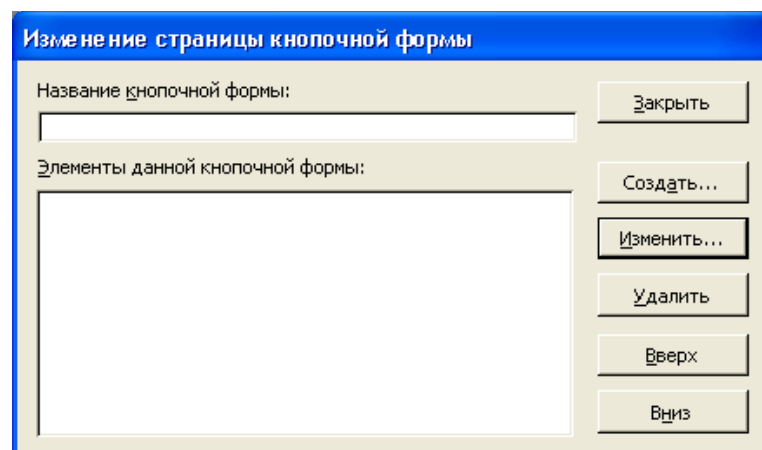 Изменение страницы кнопочной формы
Название кнопочной формы:
Закрыть
Элементы данной кнопочной формы:
Создать...
Изменить...
Удалить
Вверх
Вниз